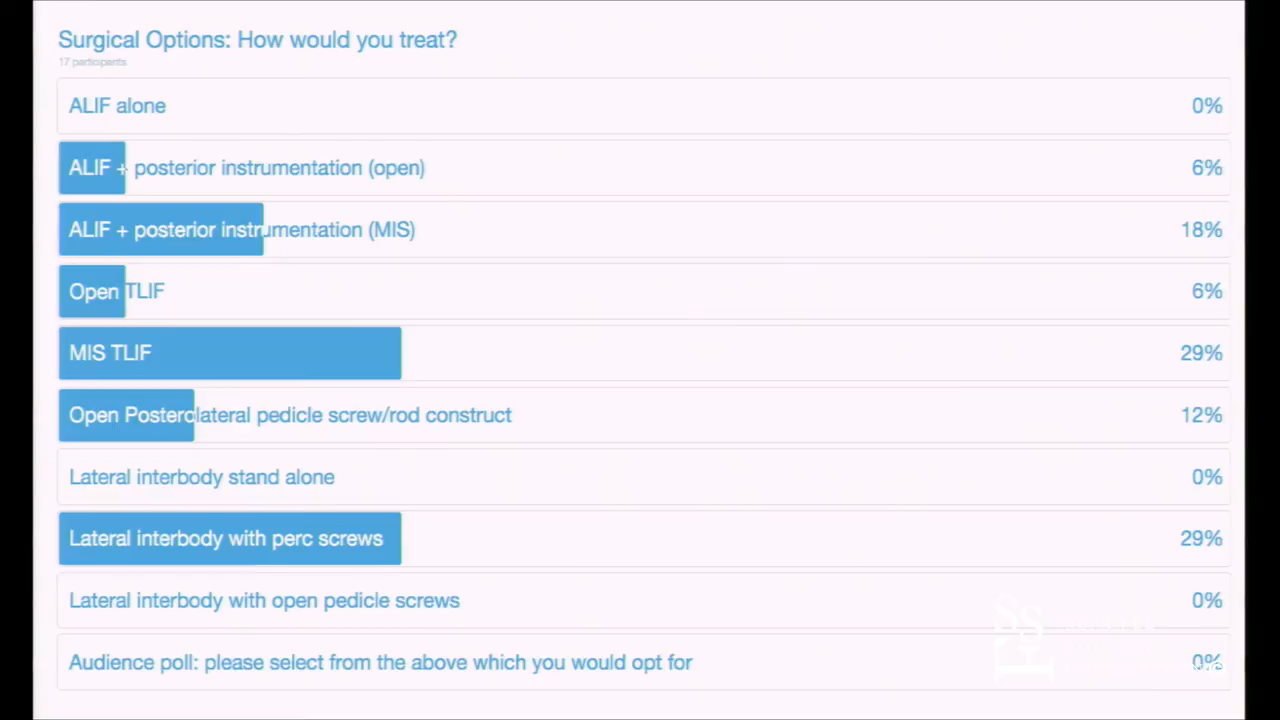 Surgical Options: How would you treat?
17 participants
ALIF alone 0%
ALIF + posterior instrumentation (open) 6%
ALIF + posterior instrumentation (MIS) 18%
Open TLIF 6%
MIS TLIF 29%
Open Posterolateral pedicle screw/rod construct 12%
Lateral interbody stand alone 0%
Lateral interbody with perc screws 29%
Lateral interbody with open pedicle screws 0%
Audience poll: please select from the above which you would opt for 0%